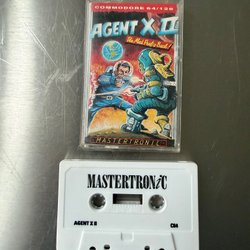 COMMODORE 64/128
AGENT X II
The Mad Prof's Back!
MASTERTRONIC
MASTERTRONIC
AGENT X II C64